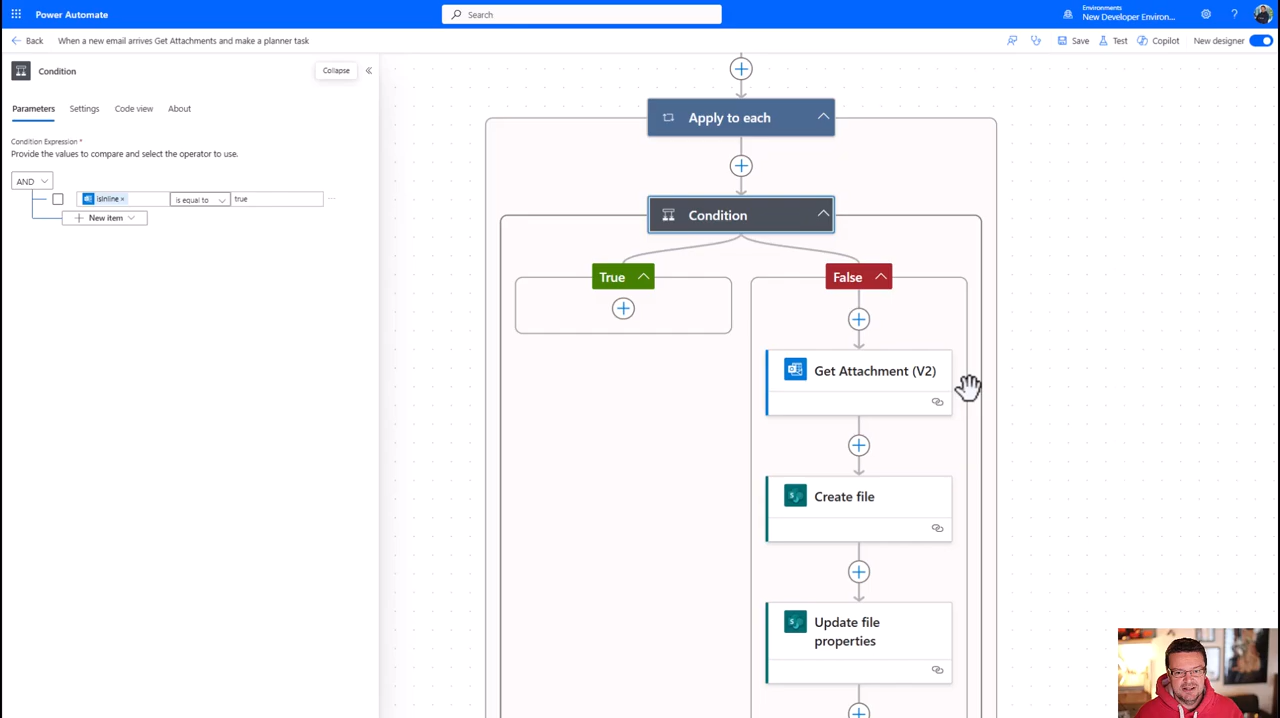 Power Automate
Search
Environments
New Developer Environ...
Back
When a new email arrives Get Attachments and make a planner task
Save
Test
Copilot
New designer
Condition
Collapse
Parameters
Settings
Code view
About
Condition Expression *
Provide the values to compare and select the operator to use.
AND
isInline ×
is equal to
true
New item
Apply to each
Condition
True
False
Get Attachment (V2)
Create file
Update file
properties